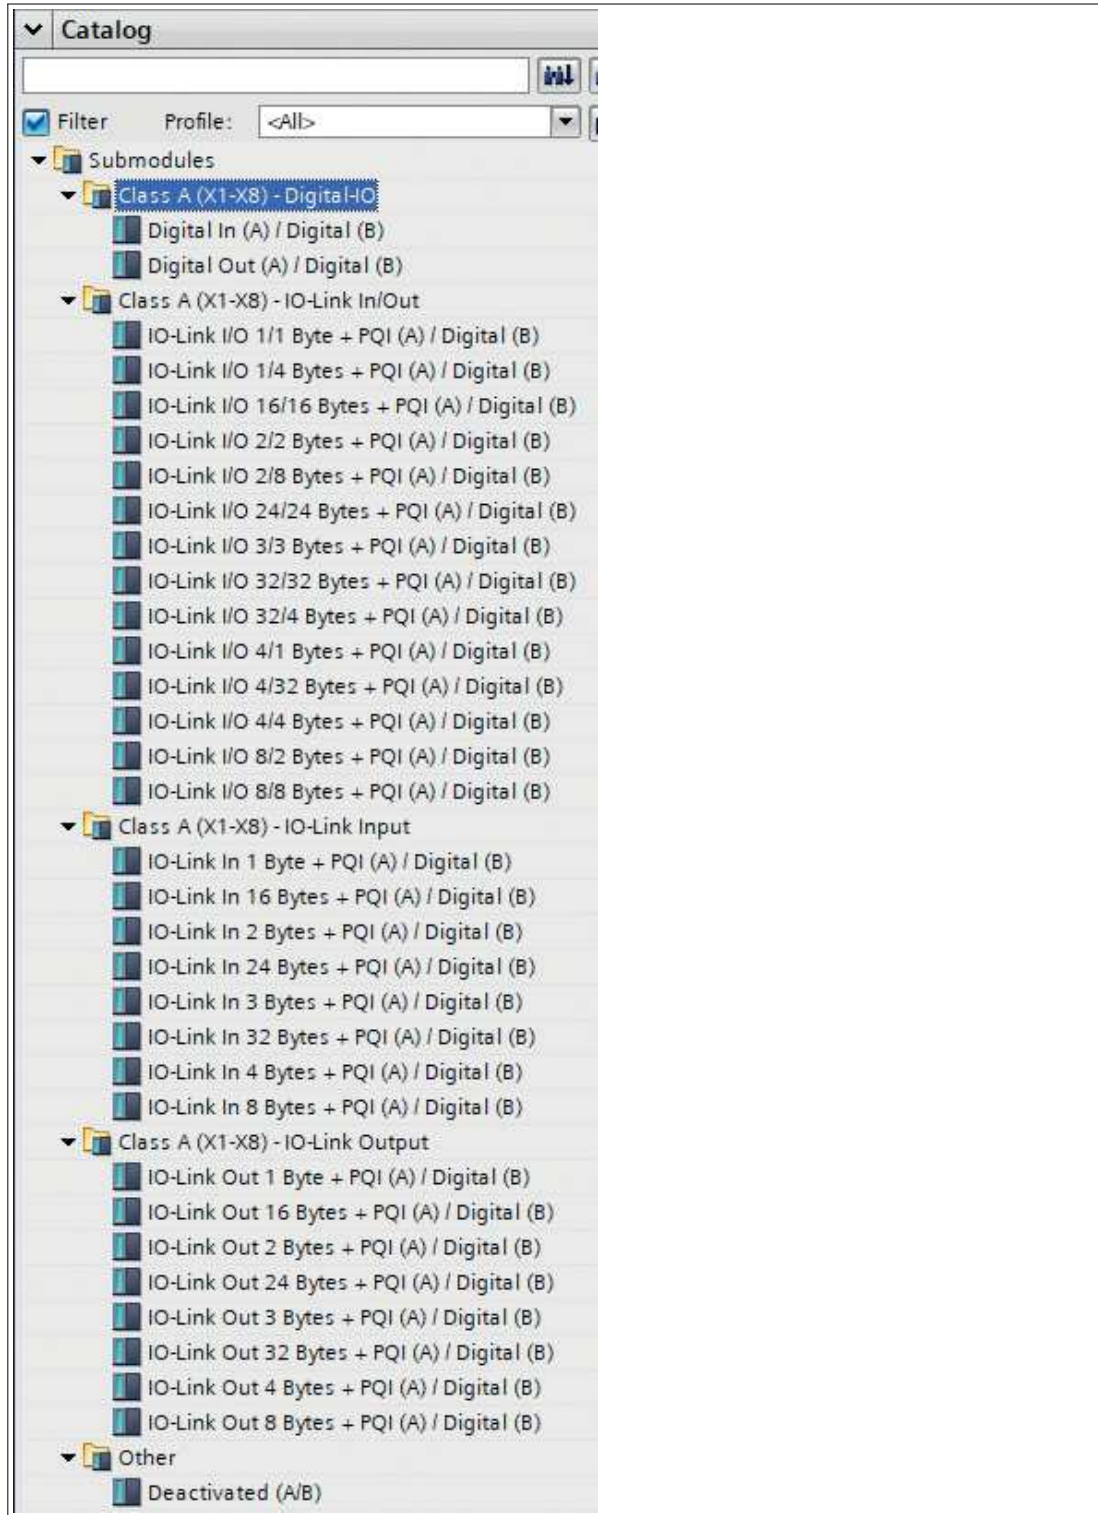 Catalog
Filter Profile: <All>
Submodules
Class A (X1-X8) - Digital-IO
Digital In (A) / Digital (B)
Digital Out (A) / Digital (B)
Class A (X1-X8) - IO-Link In/Out
IO-Link I/O 1/1 Byte + PQI (A) / Digital (B)
IO-Link I/O 1/4 Bytes + PQI (A) / Digital (B)
IO-Link I/O 16/16 Bytes + PQI (A) / Digital (B)
IO-Link I/O 2/2 Bytes + PQI (A) / Digital (B)
IO-Link I/O 2/8 Bytes + PQI (A) / Digital (B)
IO-Link I/O 24/24 Bytes + PQI (A) / Digital (B)
IO-Link I/O 3/3 Bytes + PQI (A) / Digital (B)
IO-Link I/O 32/32 Bytes + PQI (A) / Digital (B)
IO-Link I/O 32/4 Bytes + PQI (A) / Digital (B)
IO-Link I/O 4/1 Bytes + PQI (A) / Digital (B)
IO-Link I/O 4/32 Bytes + PQI (A) / Digital (B)
IO-Link I/O 4/4 Bytes + PQI (A) / Digital (B)
IO-Link I/O 8/2 Bytes + PQI (A) / Digital (B)
IO-Link I/O 8/8 Bytes + PQI (A) / Digital (B)
Class A (X1-X8) - IO-Link Input
IO-Link In 1 Byte + PQI (A) / Digital (B)
IO-Link In 16 Bytes + PQI (A) / Digital (B)
IO-Link In 2 Bytes + PQI (A) / Digital (B)
IO-Link In 24 Bytes + PQI (A) / Digital (B)
IO-Link In 3 Bytes + PQI (A) / Digital (B)
IO-Link In 32 Bytes + PQI (A) / Digital (B)
IO-Link In 4 Bytes + PQI (A) / Digital (B)
IO-Link In 8 Bytes + PQI (A) / Digital (B)
Class A (X1-X8) - IO-Link Output
IO-Link Out 1 Byte + PQI (A) / Digital (B)
IO-Link Out 16 Bytes + PQI (A) / Digital (B)
IO-Link Out 2 Bytes + PQI (A) / Digital (B)
IO-Link Out 24 Bytes + PQI (A) / Digital (B)
IO-Link Out 3 Bytes + PQI (A) / Digital (B)
IO-Link Out 32 Bytes + PQI (A) / Digital (B)
IO-Link Out 4 Bytes + PQI (A) / Digital (B)
IO-Link Out 8 Bytes + PQI (A) / Digital (B)
Other
Deactivated (A/B)